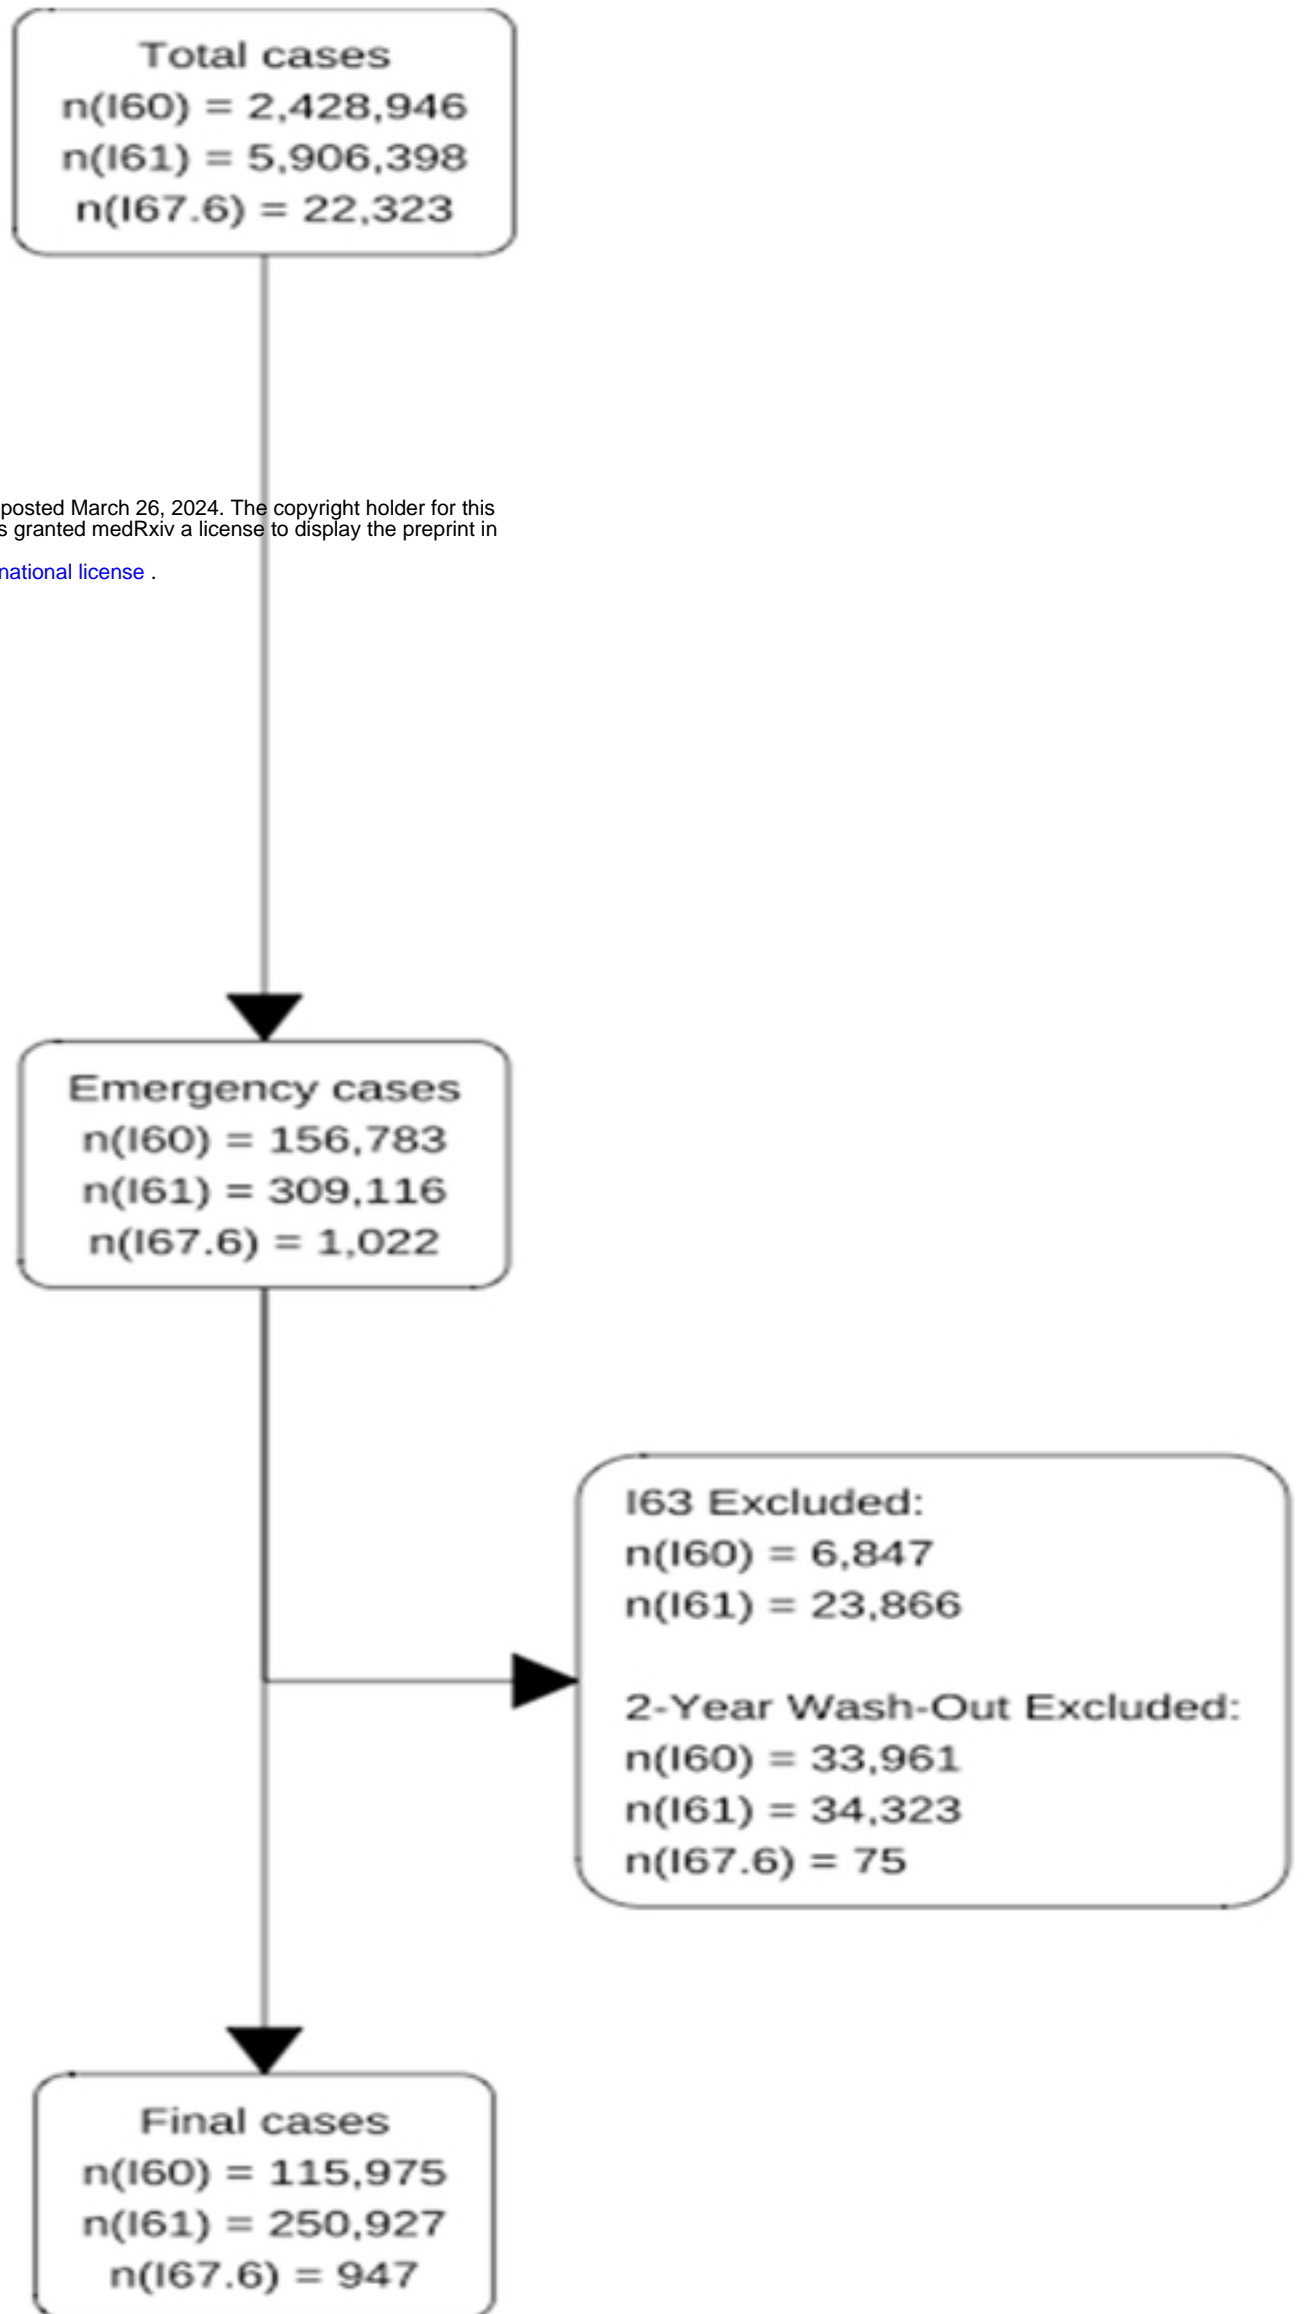 Total cases
n(I60) = 2,428,946
n(I61) = 5,906,398
n(I67.6) = 22,323
posted March 26, 2024. The copyright holder for this
s granted medRxiv a license to display the preprint in
national license .
Emergency cases
n(I60) = 156,783
n(I61) = 309,116
n(I67.6) = 1,022
I63 Excluded:
n(I60) = 6,847
n(I61) = 23,866
2-Year Wash-Out Excluded:
n(I60) = 33,961
n(I61) = 34,323
n(I67.6) = 75
Final cases
n(I60) = 115,975
n(I61) = 250,927
n(I67.6) = 947